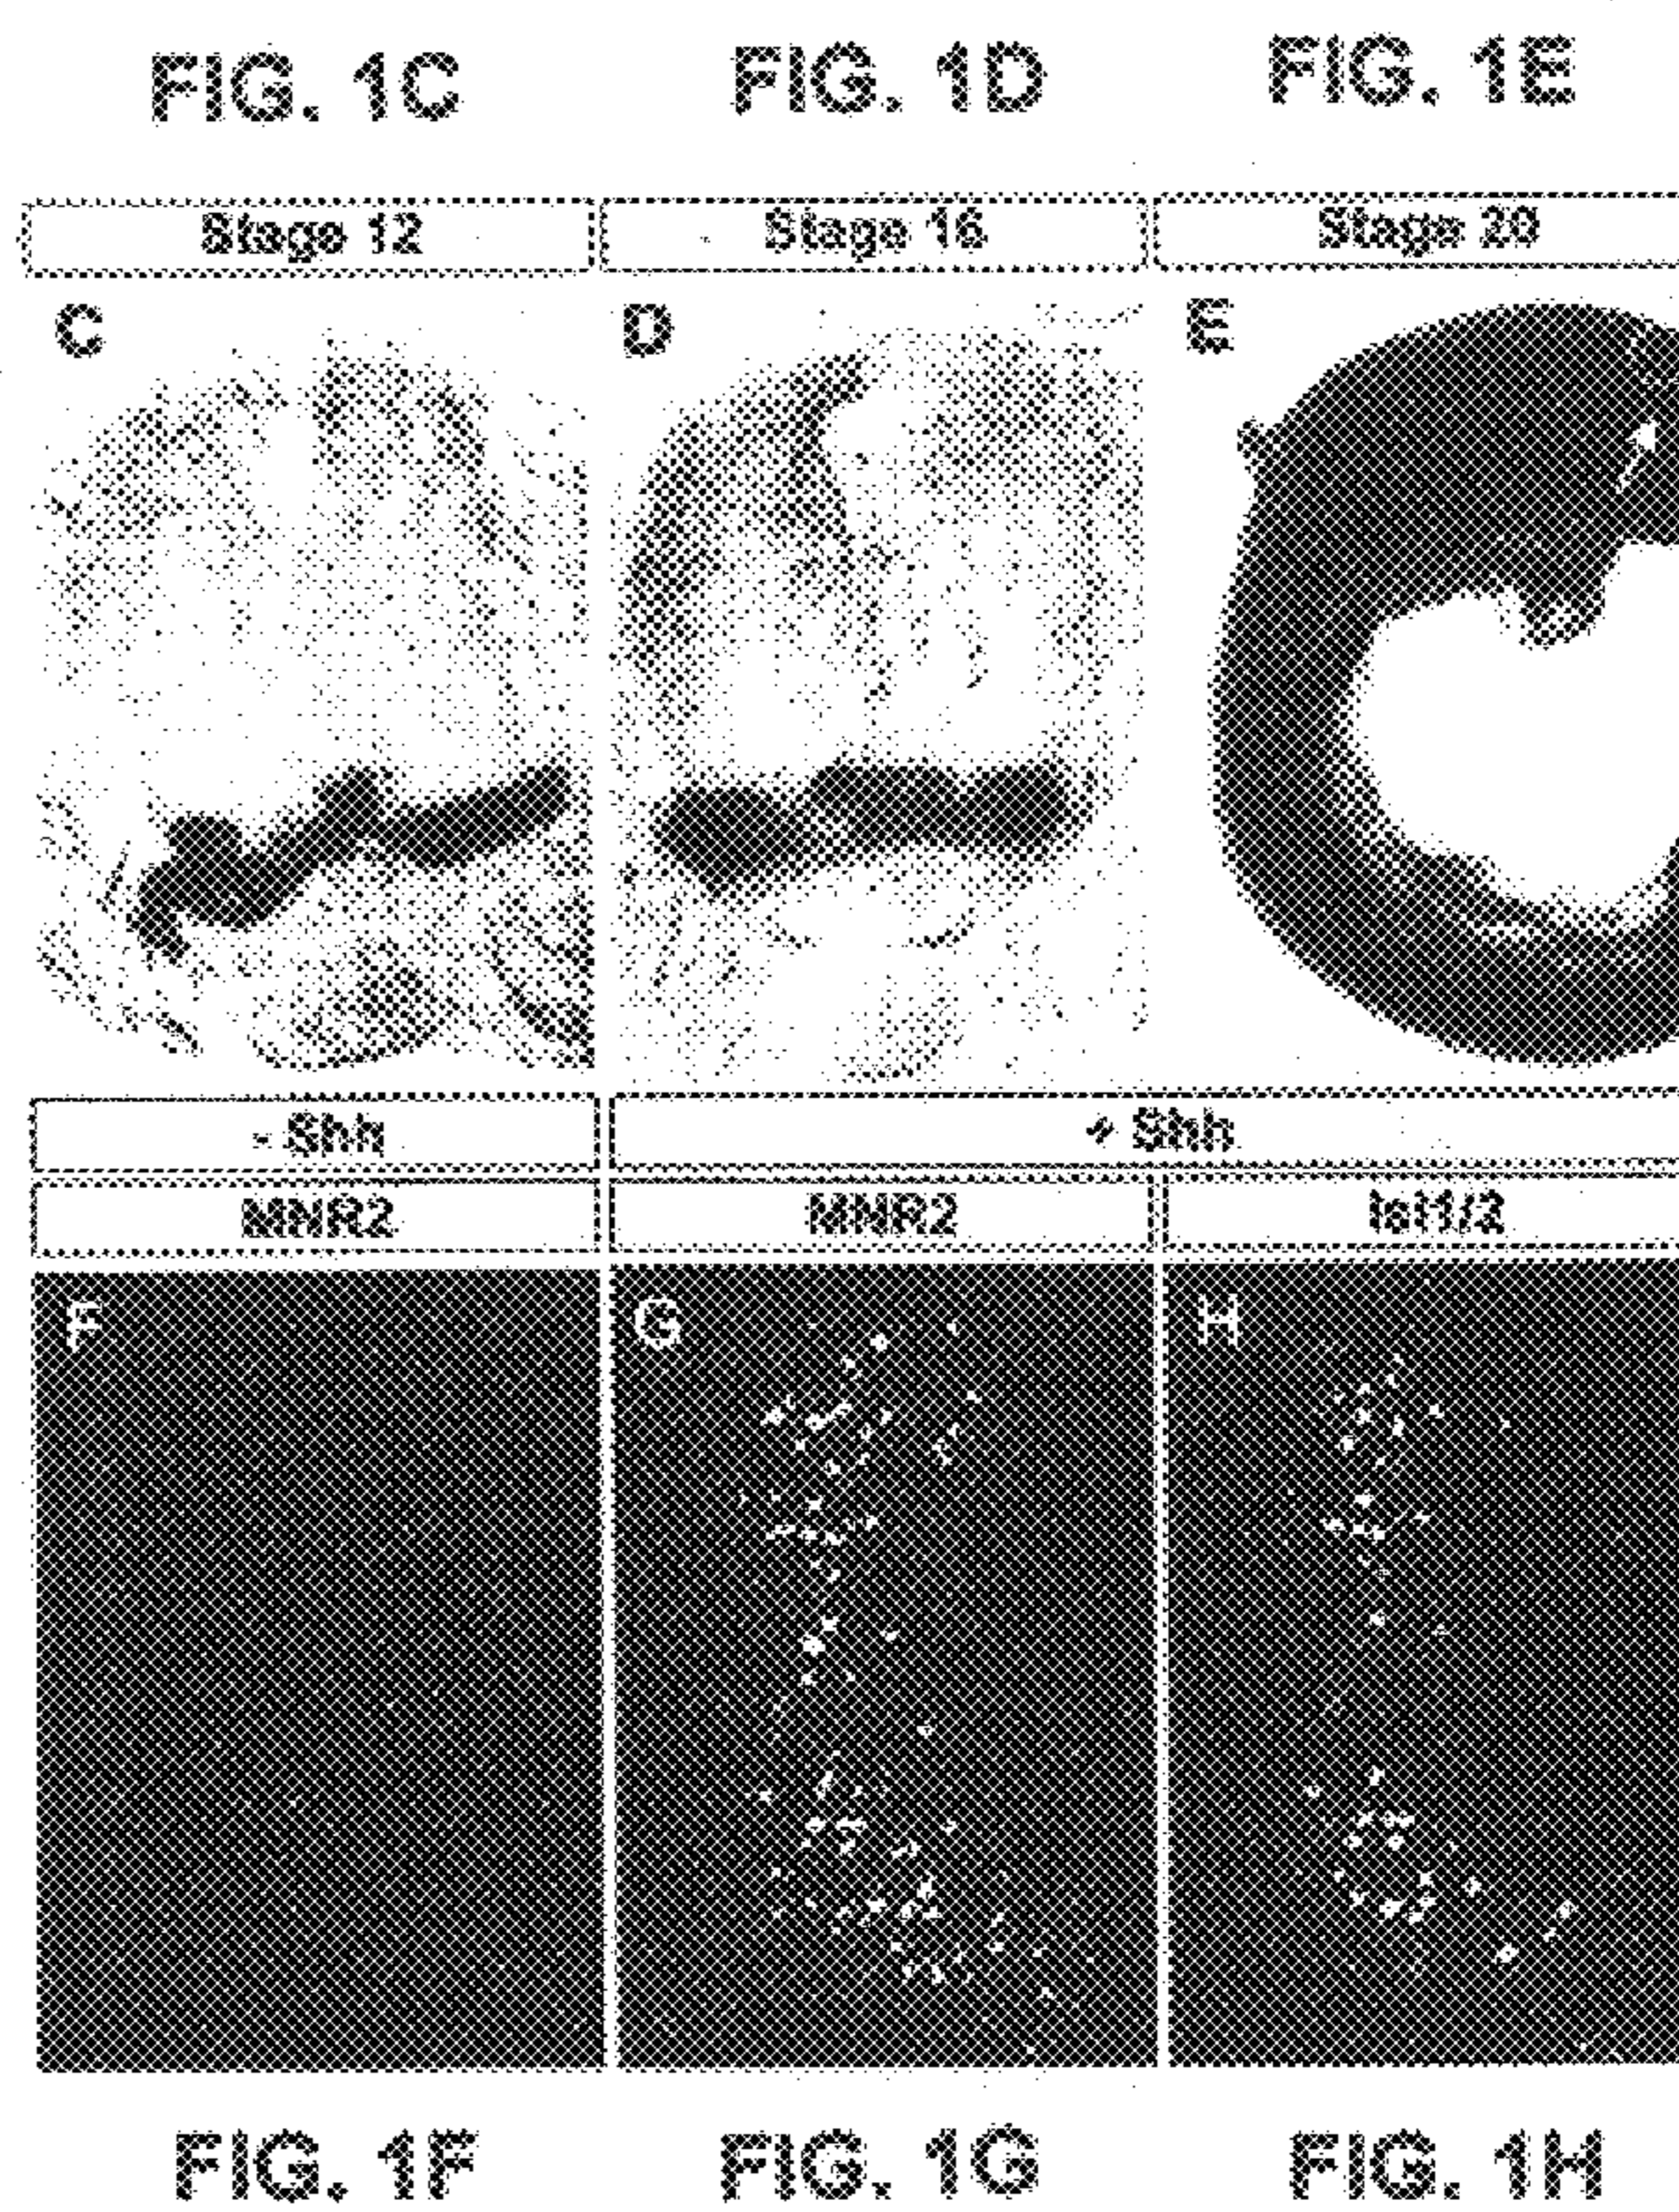 FIG. 1C FIG. 1D FIG. 1E
Stage 12 Stage 16 Stage 20
C D E
- Shh + Shh
MNR2 MNR2 Isl1/2
F G H
FIG. 1F FIG. 1G FIG. 1H